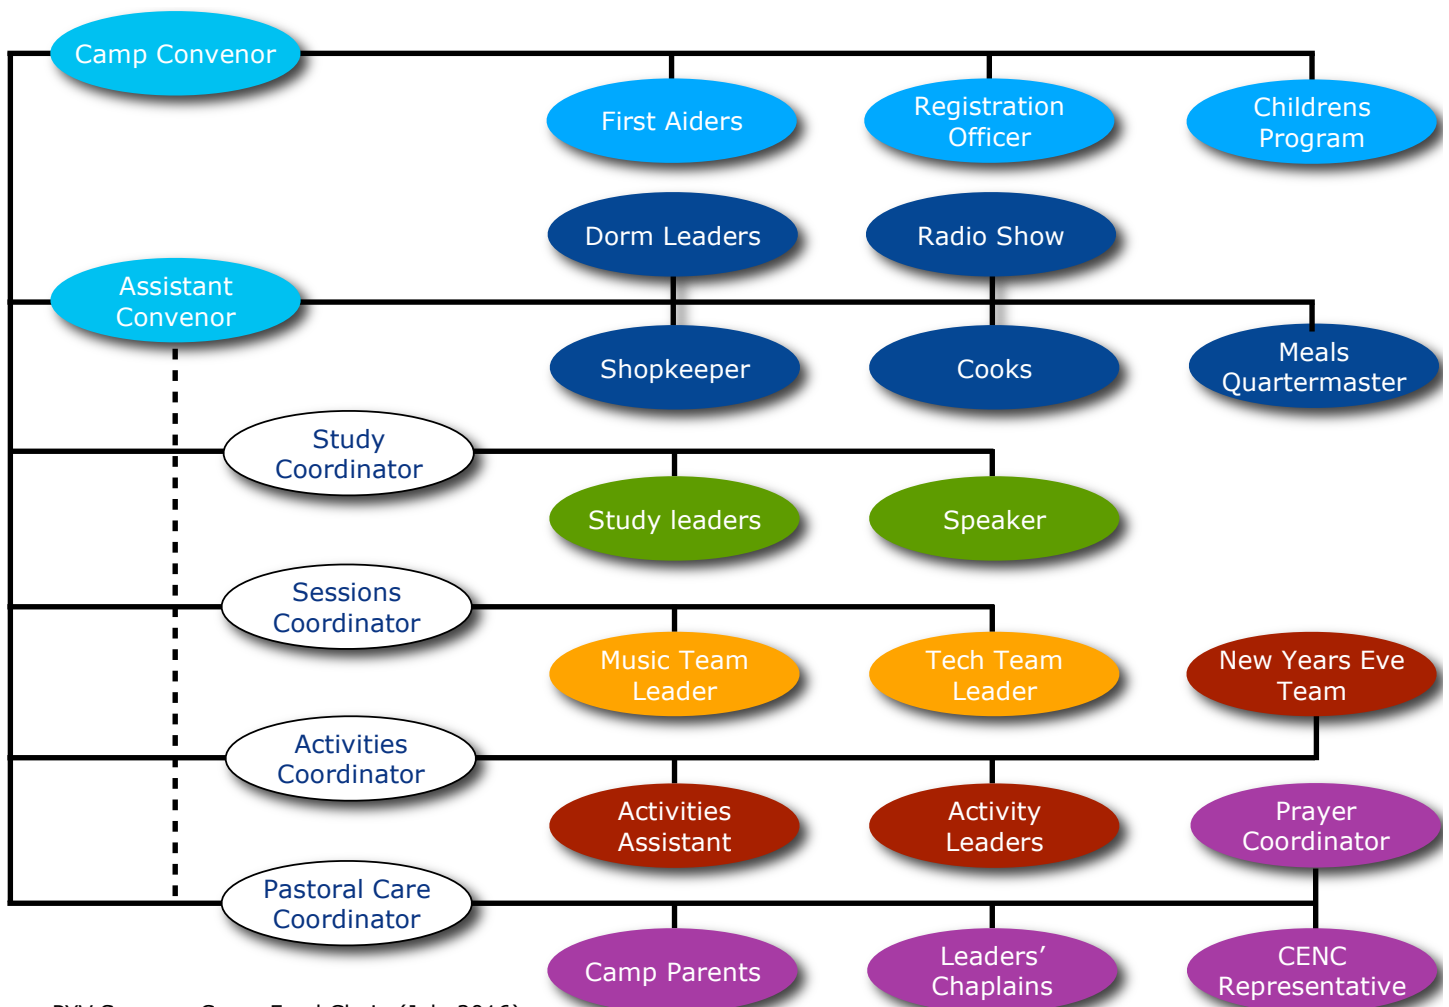 Camp Convenor
First Aiders
Registration
Officer
Childrens
Program
Dorm Leaders
Radio Show
Assistant
Convenor
Shopkeeper
Cooks
Meals
Quartermaster
Study
Coordinator
Study leaders
Speaker
Sessions
Coordinator
Music Team
Leader
Tech Team
Leader
New Years Eve
Team
Activities
Coordinator
Activities
Assistant
Activity
Leaders
Prayer
Coordinator
Pastoral Care
Coordinator
Camp Parents
Leaders’
Chaplains
CENC
Representative
2016)